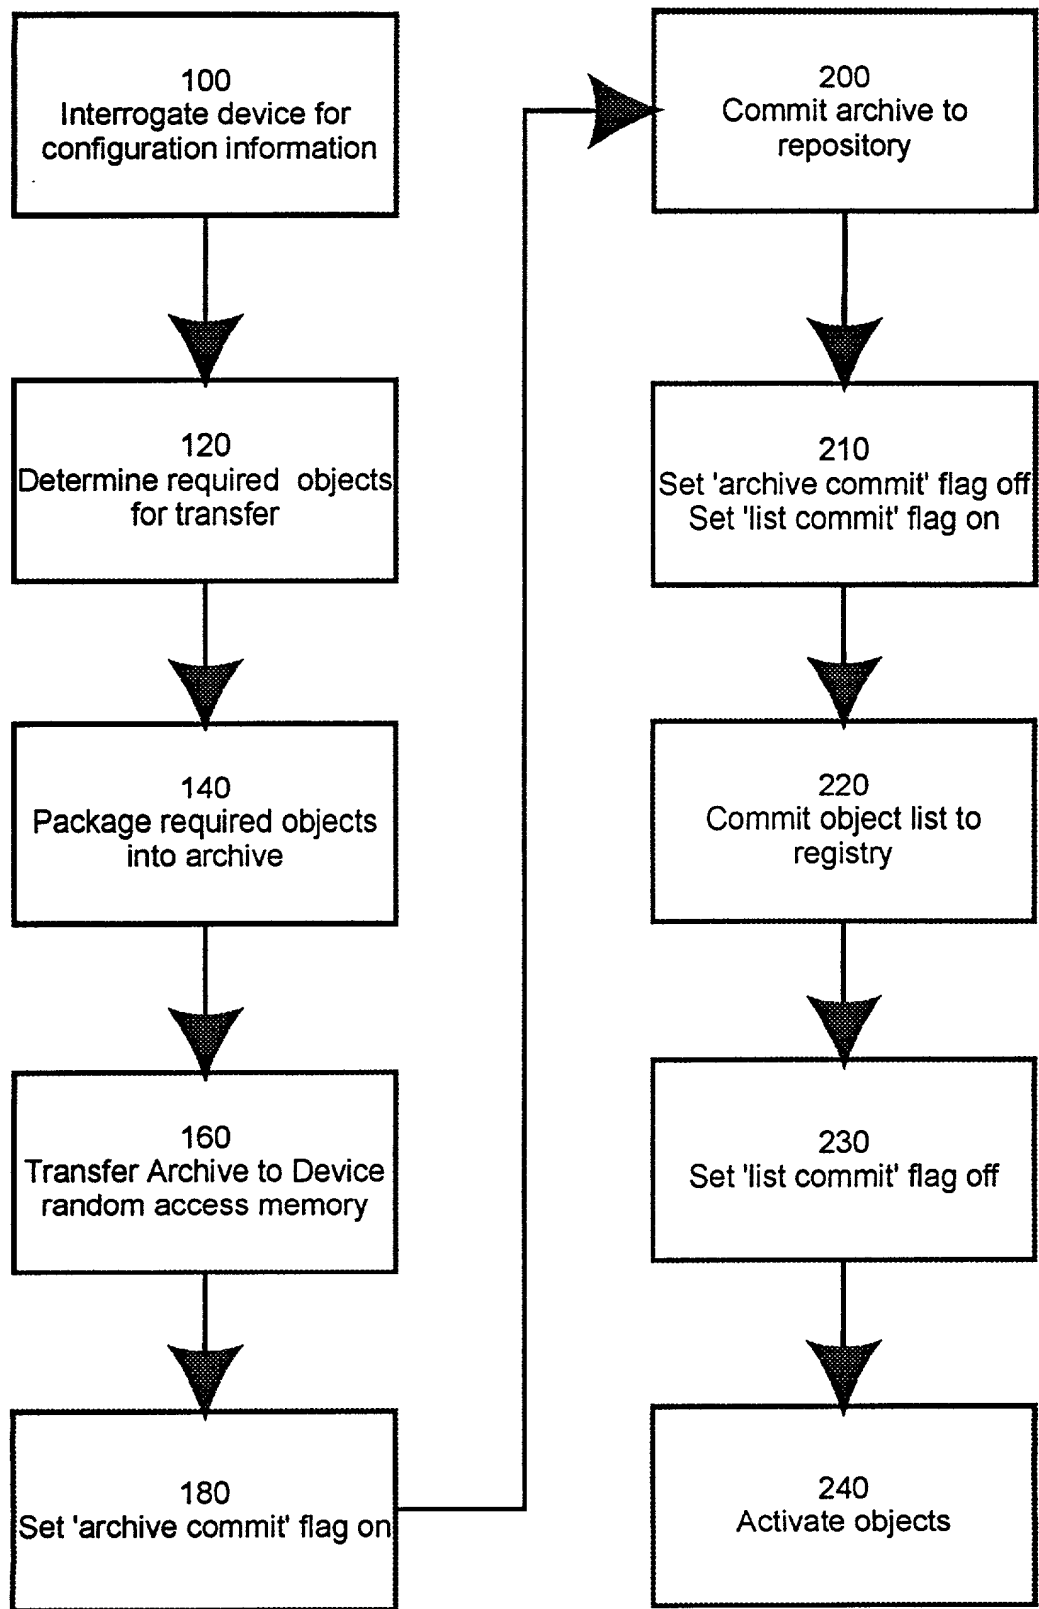 100
Interrogate device for
configuration information
120
Determine required objects
for transfer
140
Package required objects
into archive
160
Transfer Archive to Device
random access memory
180
Set 'archive commit' flag on
200
Commit archive to
repository
210
Set 'archive commit' flag off
Set 'list commit' flag on
220
Commit object list to
registry
230
Set 'list commit' flag off
240
Activate objects